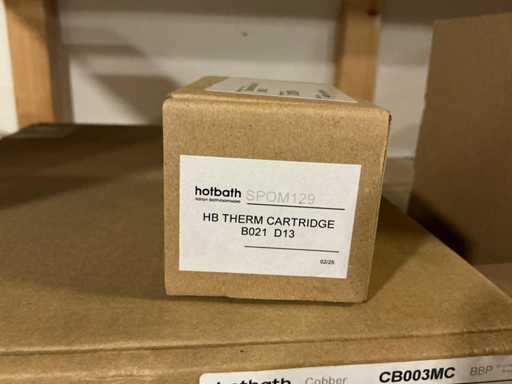 hotbath SPOM129
HB THERM CARTRIDGE
B021 D13
02/25
hotbath Cobber CB003MC BBP